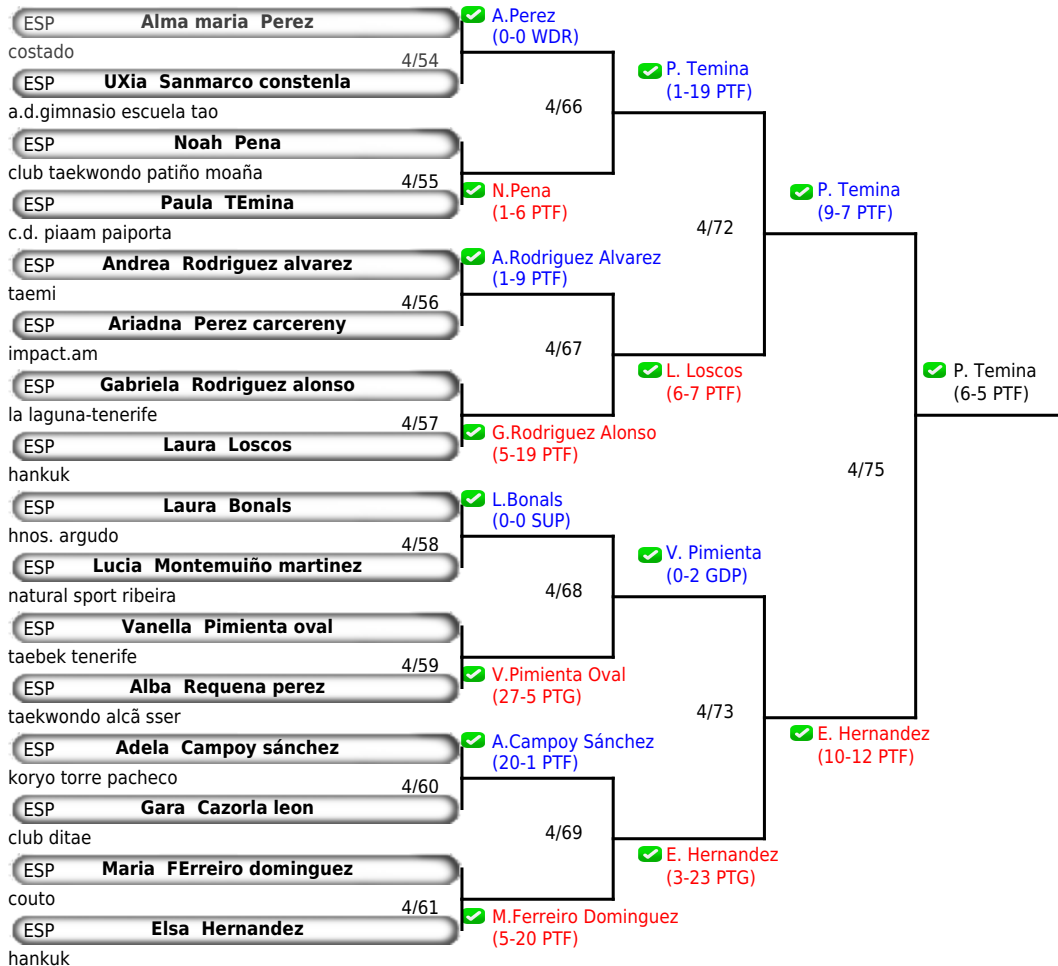 ESP Alma maria Perez
costado
4/54
ESP UXia Sanmarco constenla
a.d.gimnasio escuela tao
ESP Noah Pena
club taekwondo patiño moaña
4/55
ESP Paula TEmina
c.d. piaam paiporta
ESP Andrea Rodriguez alvarez
taemi
4/56
ESP Ariadna Perez carcereny
impact.am
ESP Gabriela Rodriguez alonso
la laguna-tenerife
4/57
ESP Laura Loscos
hankuk
ESP Laura Bonals
hnos. argudo
4/58
ESP Lucia Montemuiño martinez
natural sport ribeira
ESP Vanella Pimienta oval
taebek tenerife
4/59
ESP Alba Requena perez
taekwondo alcã sser
ESP Adela Campoy sánchez
koryo torre pacheco
4/60
ESP Gara Cazorla leon
club ditae
ESP Maria FErreiro dominguez
couto
4/61
ESP Elsa Hernandez
hankuk
A.Perez
(0-0 WDR)
4/66
N.Pena
(1-6 PTF)
A.Rodriguez Alvarez
(1-9 PTF)
4/67
G.Rodriguez Alonso
(5-19 PTF)
L.Bonals
(0-0 SUP)
4/68
V.Pimienta Oval
(27-5 PTG)
A.Campoy Sánchez
(20-1 PTF)
4/69
M.Ferreiro Dominguez
(5-20 PTF)
P. Temina
(1-19 PTF)
4/72
L. Loscos
(6-7 PTF)
V. Pimienta
(0-2 GDP)
4/73
E. Hernandez
(3-23 PTG)
P. Temina
(9-7 PTF)
4/75
E. Hernandez
(10-12 PTF)
P. Temina
(6-5 PTF)